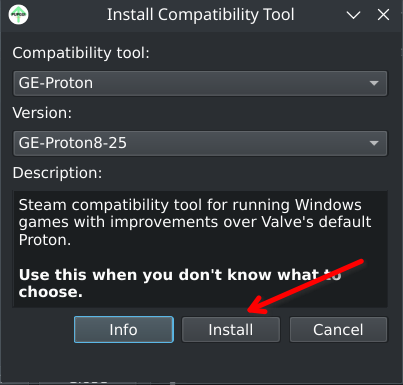 Install Compatibility Tool
Compatibility tool:
GE-Proton
Version:
GE-Proton8-25
Description:
Steam compatibility tool for running Windows
games with improvements over Valve's default
Proton.
Use this when you don't know what to
choose.
Info
Install
Cancel